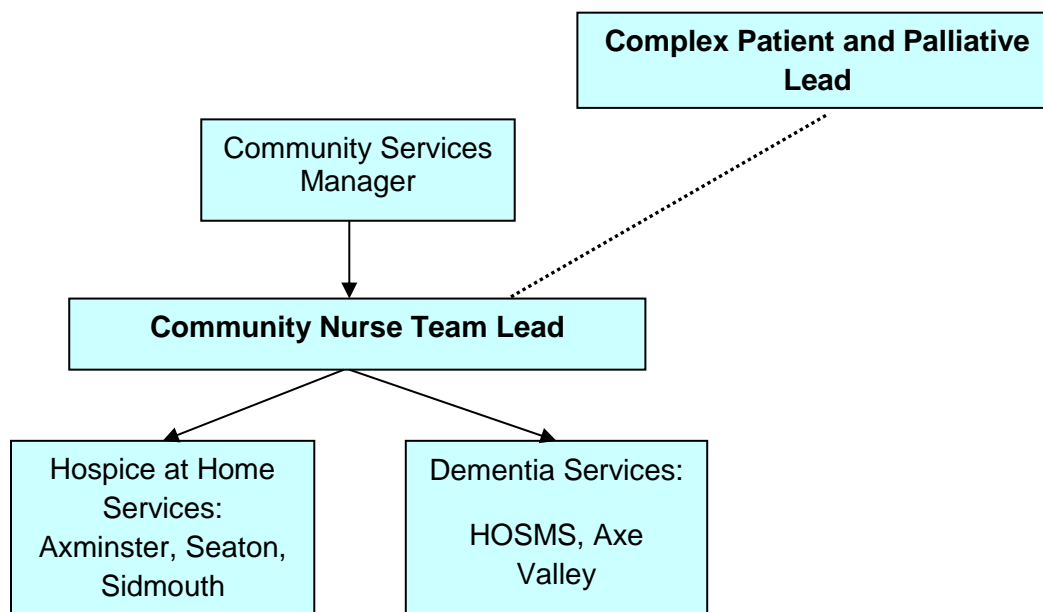 Complex Patient and Palliative
Lead
Community Services
Manager
Community Nurse Team Lead
Hospice at Home
Services:
Axminster, Seaton,
Sidmouth
Dementia Services:
HOSMS, Axe
Valley